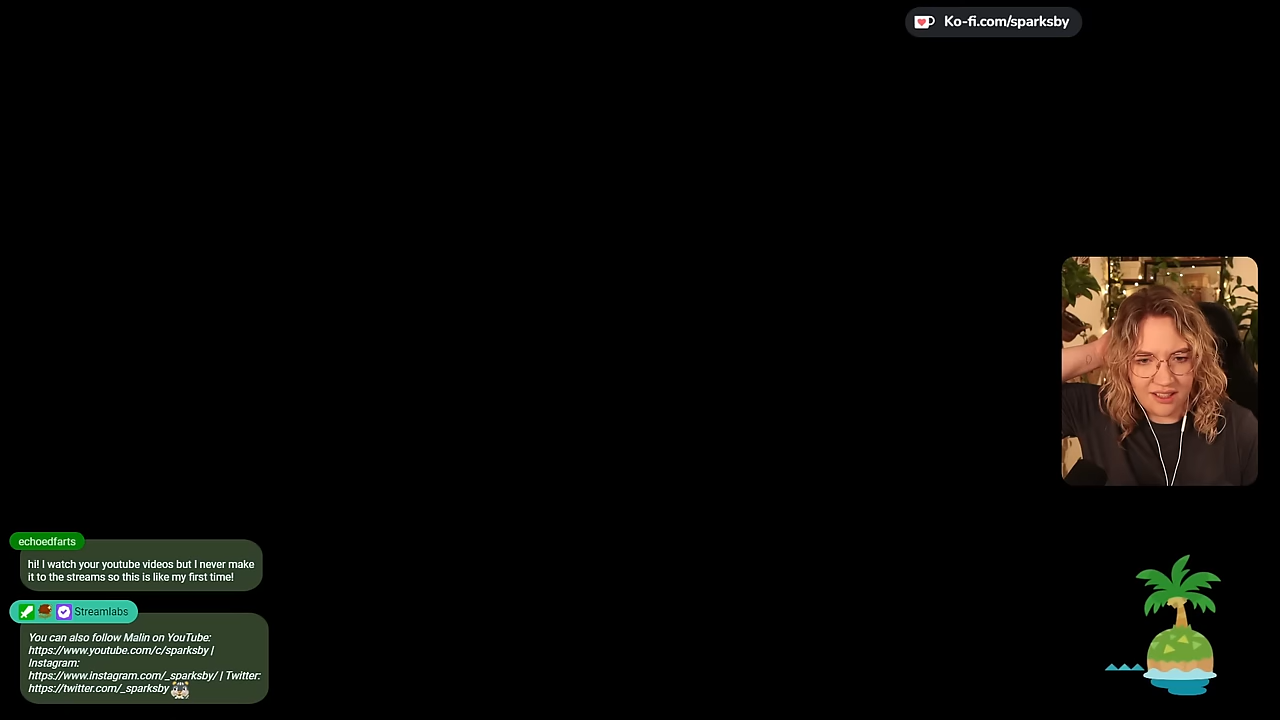 Ko-fi.com/sparksby
echoedfarts
hi! I watch your youtube videos but I never make
it to the streams so this is like my first time!
Streamlabs
You can also follow Malin on YouTube:
https://www.youtube.com/c/sparksby |
Instagram:
https://www.instagram.com/_sparksby/ | Twitter:
https://twitter.com/_sparksby